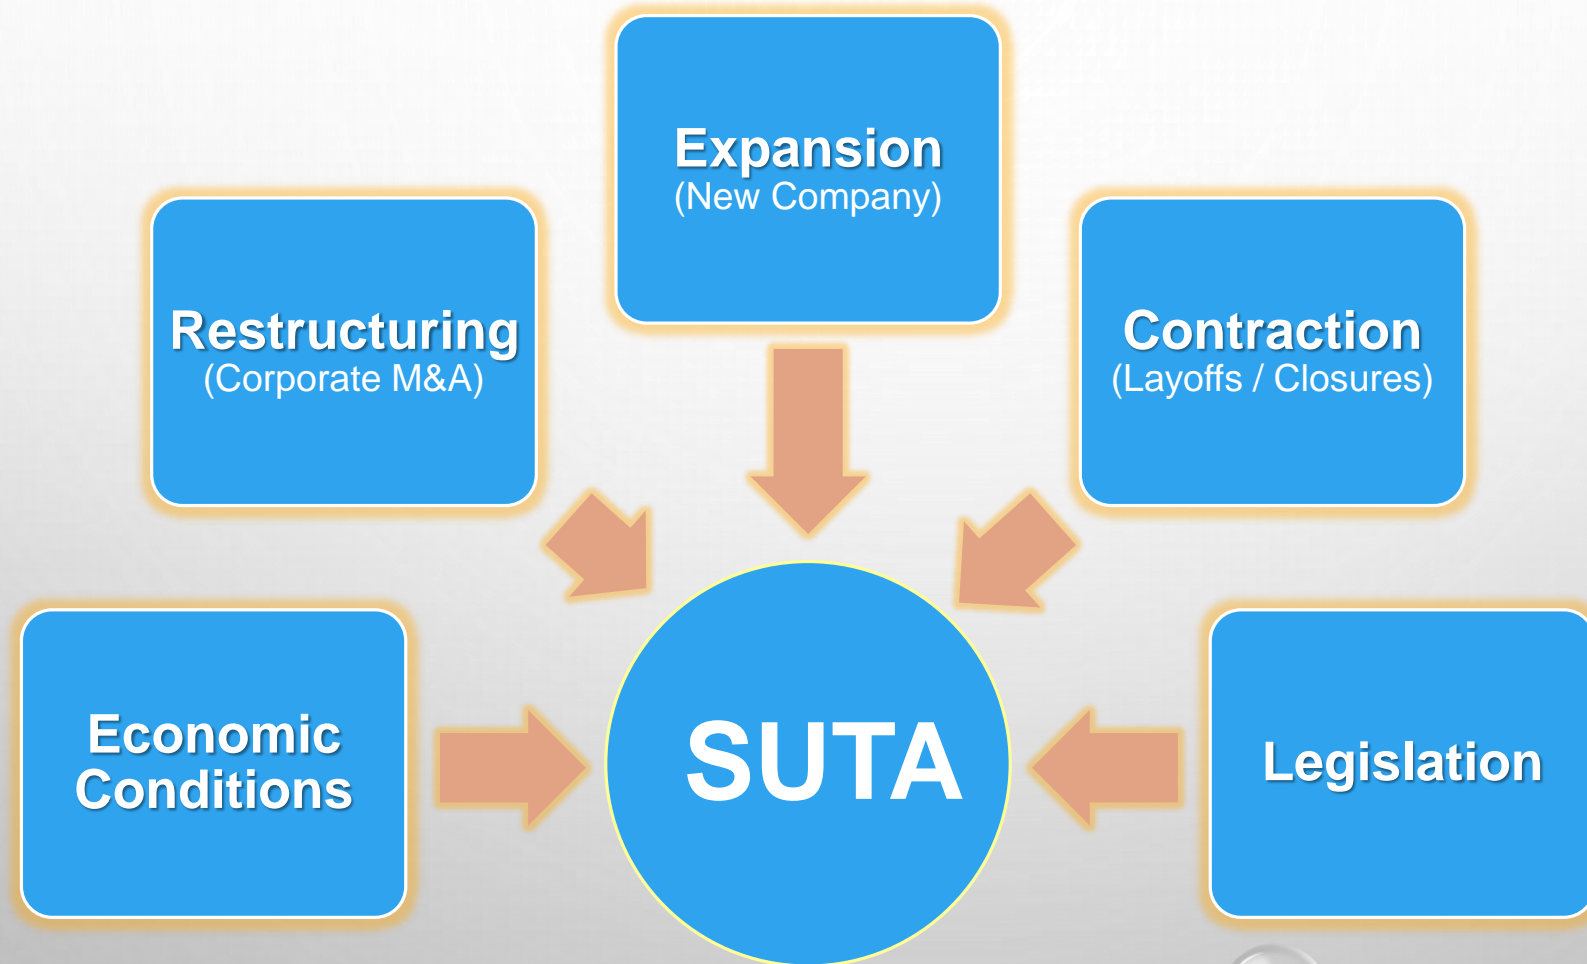 Expansion
(New Company)
Restructuring
(Corporate M&A)
Contraction
(Layoffs / Closures)
Economic
Conditions
SUTA
Legislation